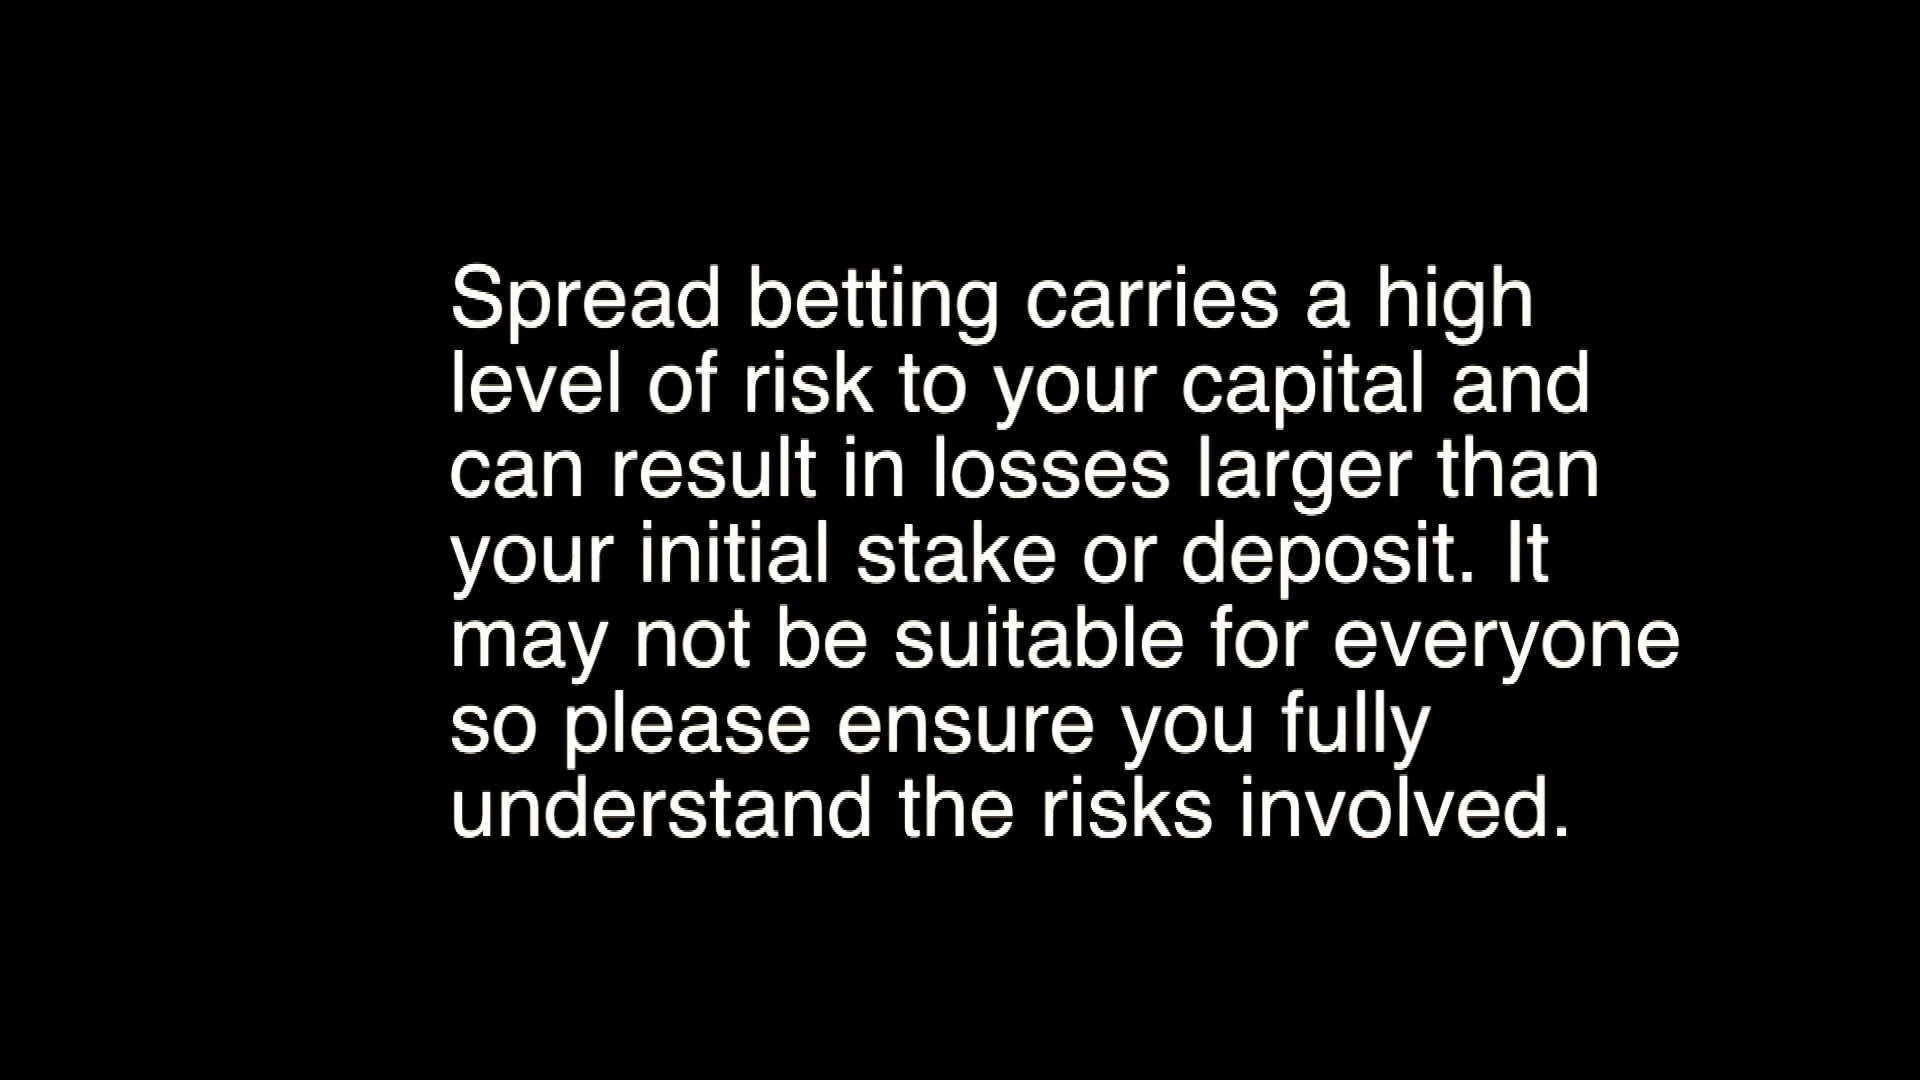 Spread betting carries a high
level of risk to your capital and
can result in losses larger than
your initial stake or deposit. It
may not be suitable for everyone
so please ensure you fully
understand the risks involved.